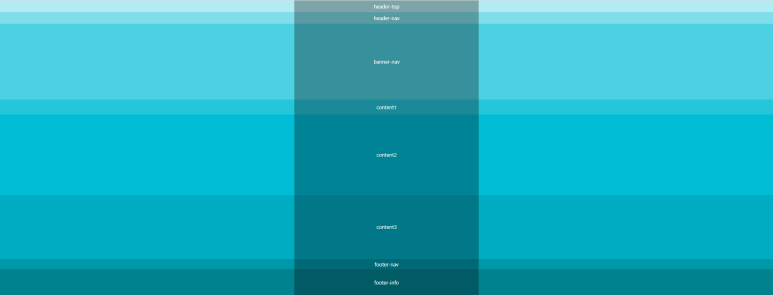 header-top
header-nav
banner-nav
content1
content2
content3
footer-nav
footer-info